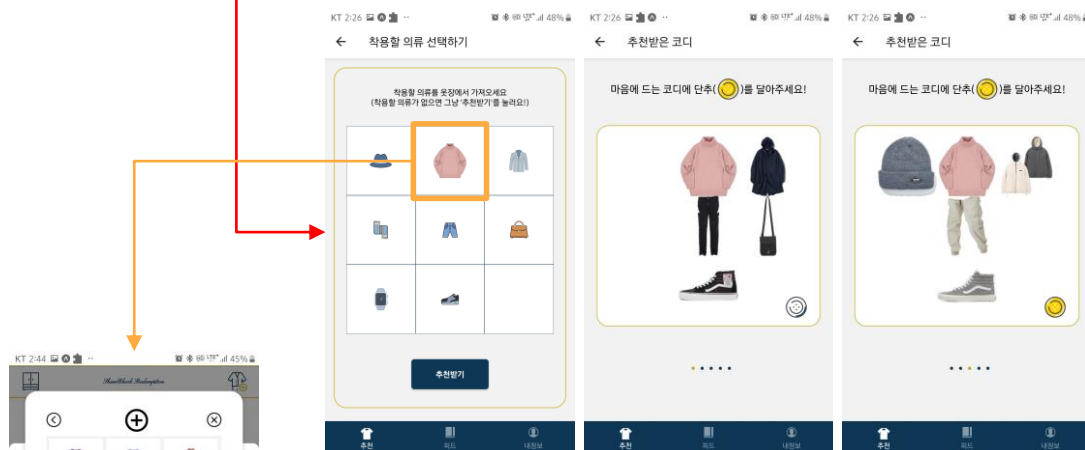 KT 2:26
48%
착용할 의류 선택하기
착용할 의류를 옷장에서 가져오세요
(착용할 의류가 없으면 그냥 '추천받기'를 눌러요!)
추천받기
추천
피드
내정보
KT 2:26
48%
추천받은 코디
마음에 드는 코디에 단추( )를 달아주세요!
추천
피드
내정보
KT 2:26
48%
추천받은 코디
마음에 드는 코디에 단추( )를 달아주세요!
추천
피드
내정보
KT 2:44
45%